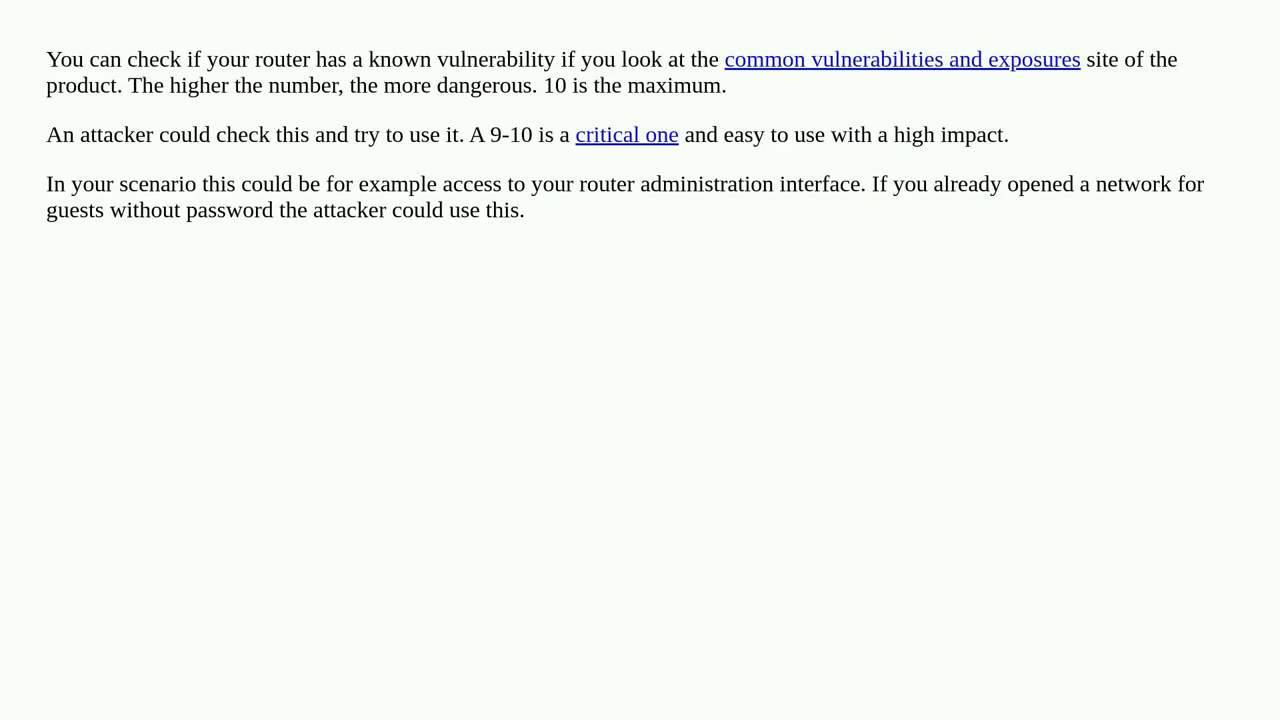 You can check if your router has a known vulnerability if you look at the common vulnerabilities and exposures site of the
product. The higher the number, the more dangerous. 10 is the maximum.
An attacker could check this and try to use it. A 9-10 is a critical one and easy to use with a high impact.
In your scenario this could be for example access to your router administration interface. If you already opened a network for
guests without password the attacker could use this.